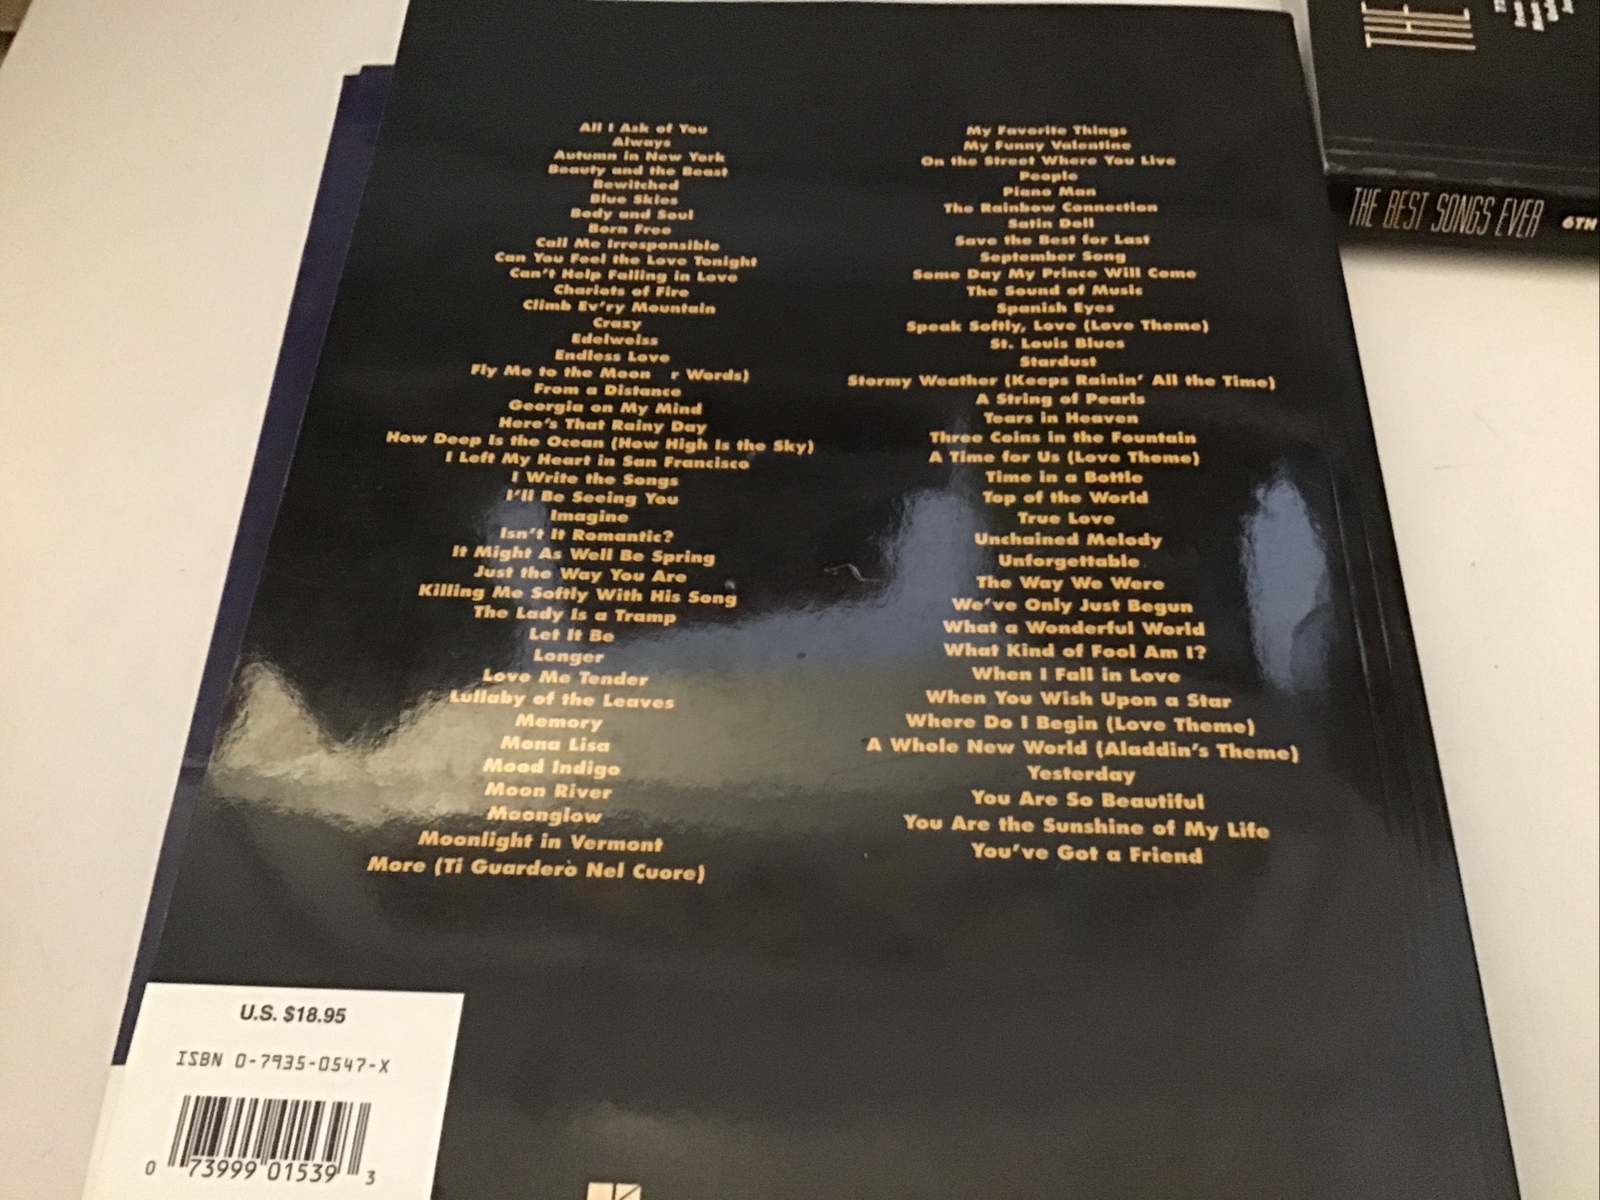 All I Ask of You
Always
Autumn in New York
Beauty and the Beast
Bewitched
Blue Skies
Body and Soul
Born Free
Call Me Irresponsible
Can You Feel the Love Tonight
Can't Help Falling in Love
Chariots of Fire
Climb Ev'ry Mountain
Crazy
Edelweiss
Endless Love
Fly Me to the Moon r Words)
From a Distance
Georgia on My Mind
Here's That Rainy Day
How Deep Is the Ocean (How High Is the Sky)
I Left My Heart in San Francisco
I Write the Songs
I'll Be Seeing You
Imagine
Isn't It Romantic?
It Might As Well Be Spring
Just the Way You Are
Killing Me Softly With His Song
The Lady Is a Tramp
Let It Be
Longer
Love Me Tender
Lullaby of the Leaves
Memory
Mona Lisa
Mood Indigo
Moon River
Moonglow
Moonlight in Vermont
More (Ti Guarderò Nel Cuore)
My Favorite Things
My Funny Valentine
On the Street Where You Live
People
Piano Man
The Rainbow Connection
Satin Doll
Save the Best for Last
September Song
Some Day My Prince Will Come
The Sound of Music
Spanish Eyes
Speak Softly, Love (Love Theme)
St. Louis Blues
Stardust
Stormy Weather (Keeps Rainin' All the Time)
A String of Pearls
Tears in Heaven
Three Coins in the Fountain
A Time for Us (Love Theme)
Time in a Bottle
Top of the World
True Love
Unchained Melody
Unforgettable
The Way We Were
We've Only Just Begun
What a Wonderful World
What Kind of Fool Am I?
When I Fall in Love
When You Wish Upon a Star
Where Do I Begin (Love Theme)
A Whole New World (Aladdin's Theme)
Yesterday
You Are So Beautiful
You Are the Sunshine of My Life
You've Got a Friend
U.S. $18.95
ISBN 0-7935-0547-X
0 73999 01539 3
THE
THE BEST SONGS EVER 6TH